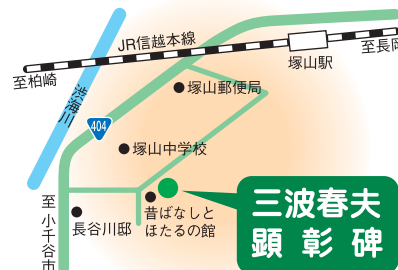 JR信越本線
至長岡
塚山駅
至柏崎
渋海川
塚山郵便局
404
塚山中学校
至小千谷市
長谷川邸
昔ばなしと
ほたるの館
三波春夫
顕彰碑